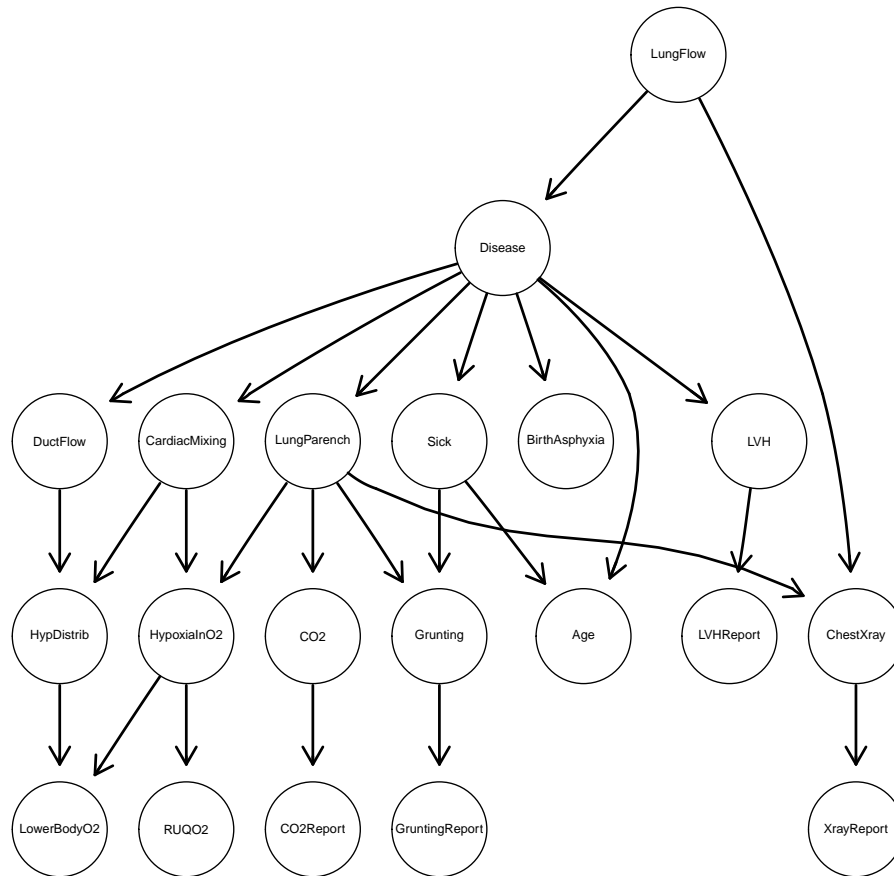 LungFlow
Disease
DuctFlow
CardiacMixing
LungParench
Sick
BirthAsphyxia
LVH
HypDistrib
HypoxiaInO2
CO2
Grunting
Age
LVHReport
ChestXray
LowerBodyO2
RUQO2
CO2Report
GruntingReport
XrayReport